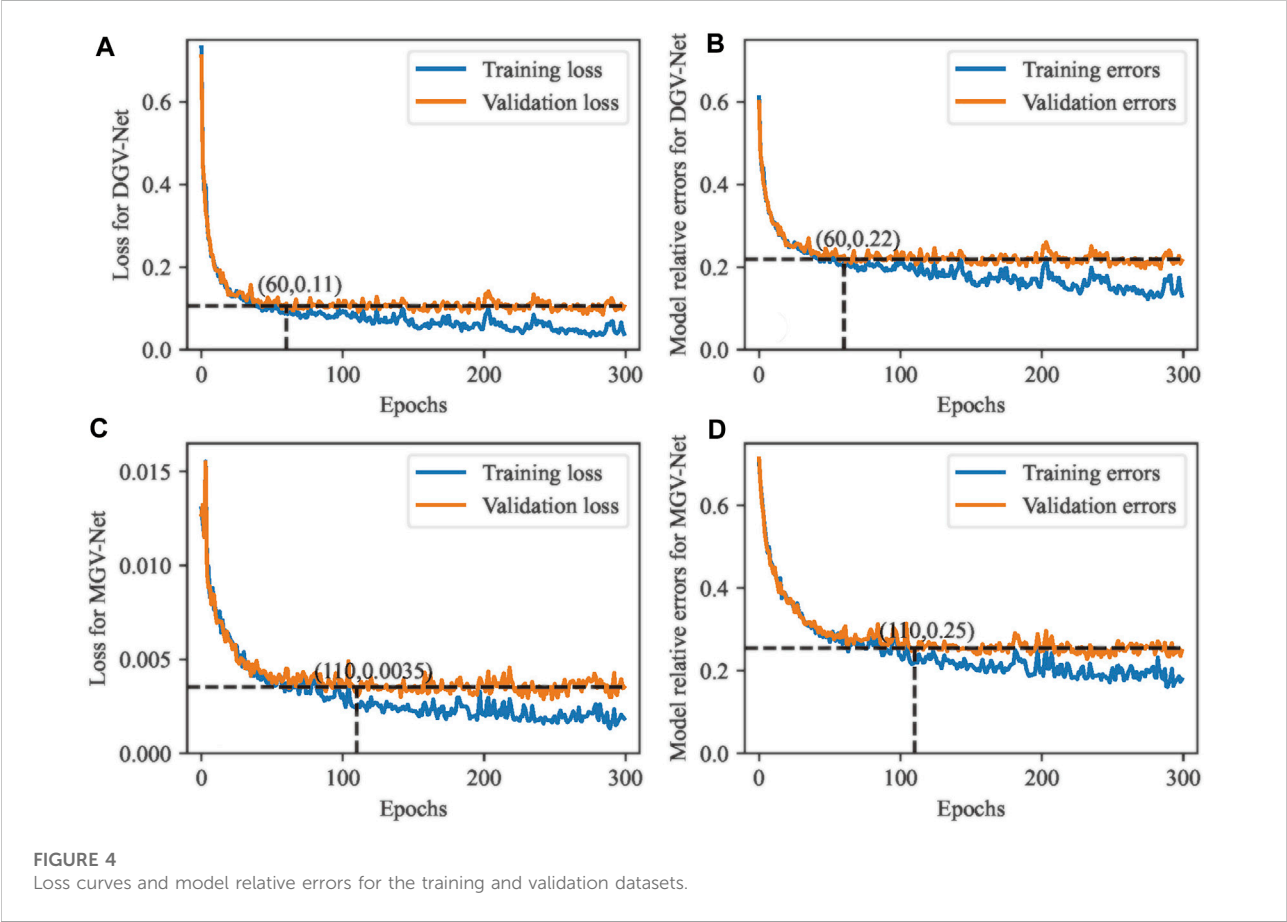 A
Loss for DGV-Net
0.6
0.4
0.2
0.0
Training loss
Validation loss
(60,0.11)
0
100
200
300
Epochs
B
Model relative errors for DGV-Net
0.6
0.4
0.2
0.0
Training errors
Validation errors
(60,0.22)
0
100
200
300
Epochs
C
Loss for MGV-Net
0.015
0.010
0.005
0.000
Training loss
Validation loss
(110,0.0035)
0
100
200
300
Epochs
D
Model relative errors for MGV-Net
0.6
0.4
0.2
0.0
Training errors
Validation errors
(110,0.25)
0
100
200
300
Epochs
FIGURE 4
Loss curves and model relative errors for the training and validation datasets.